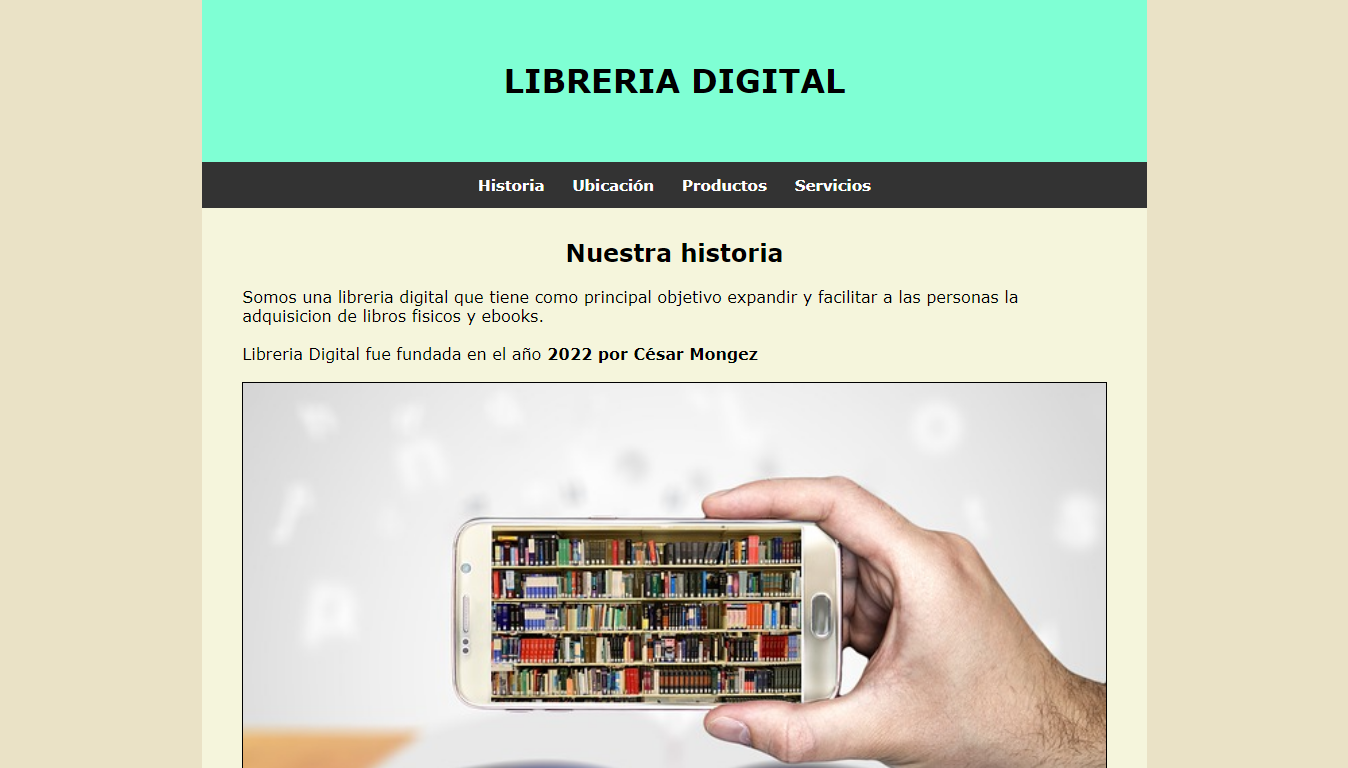 LIBRERIA DIGITAL
Historia Ubicación Productos Servicios
Nuestra historia
Somos una libreria digital que tiene como principal objetivo expandir y facilitar a las personas la
adquisicion de libros fisicos y ebooks.
Libreria Digital fue fundada en el año 2022 por César Mongez